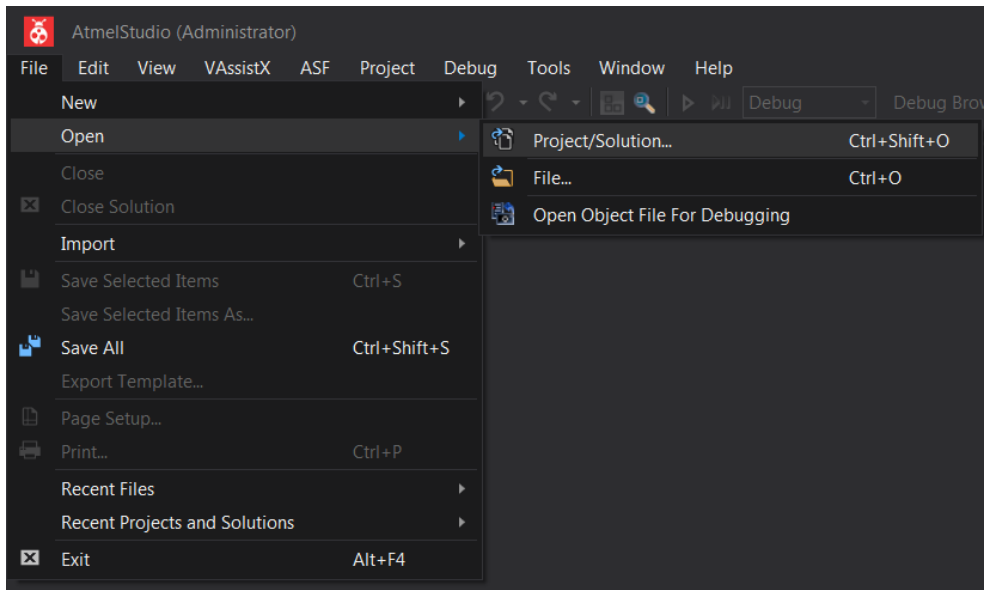 AtmelStudio (Administrator)
File Edit View VAssistX ASF Project Debug Tools Window Help
New
Debug
Debug Brow
Open
Project/Solution... Ctrl+Shift+O
Close
File... Ctrl+O
Close Solution
Open Object File For Debugging
Import
Save Selected Items Ctrl+S
Save Selected Items As...
Save All Ctrl+Shift+S
Export Template...
Page Setup...
Print... Ctrl+P
Recent Files
Recent Projects and Solutions
Exit Alt+F4